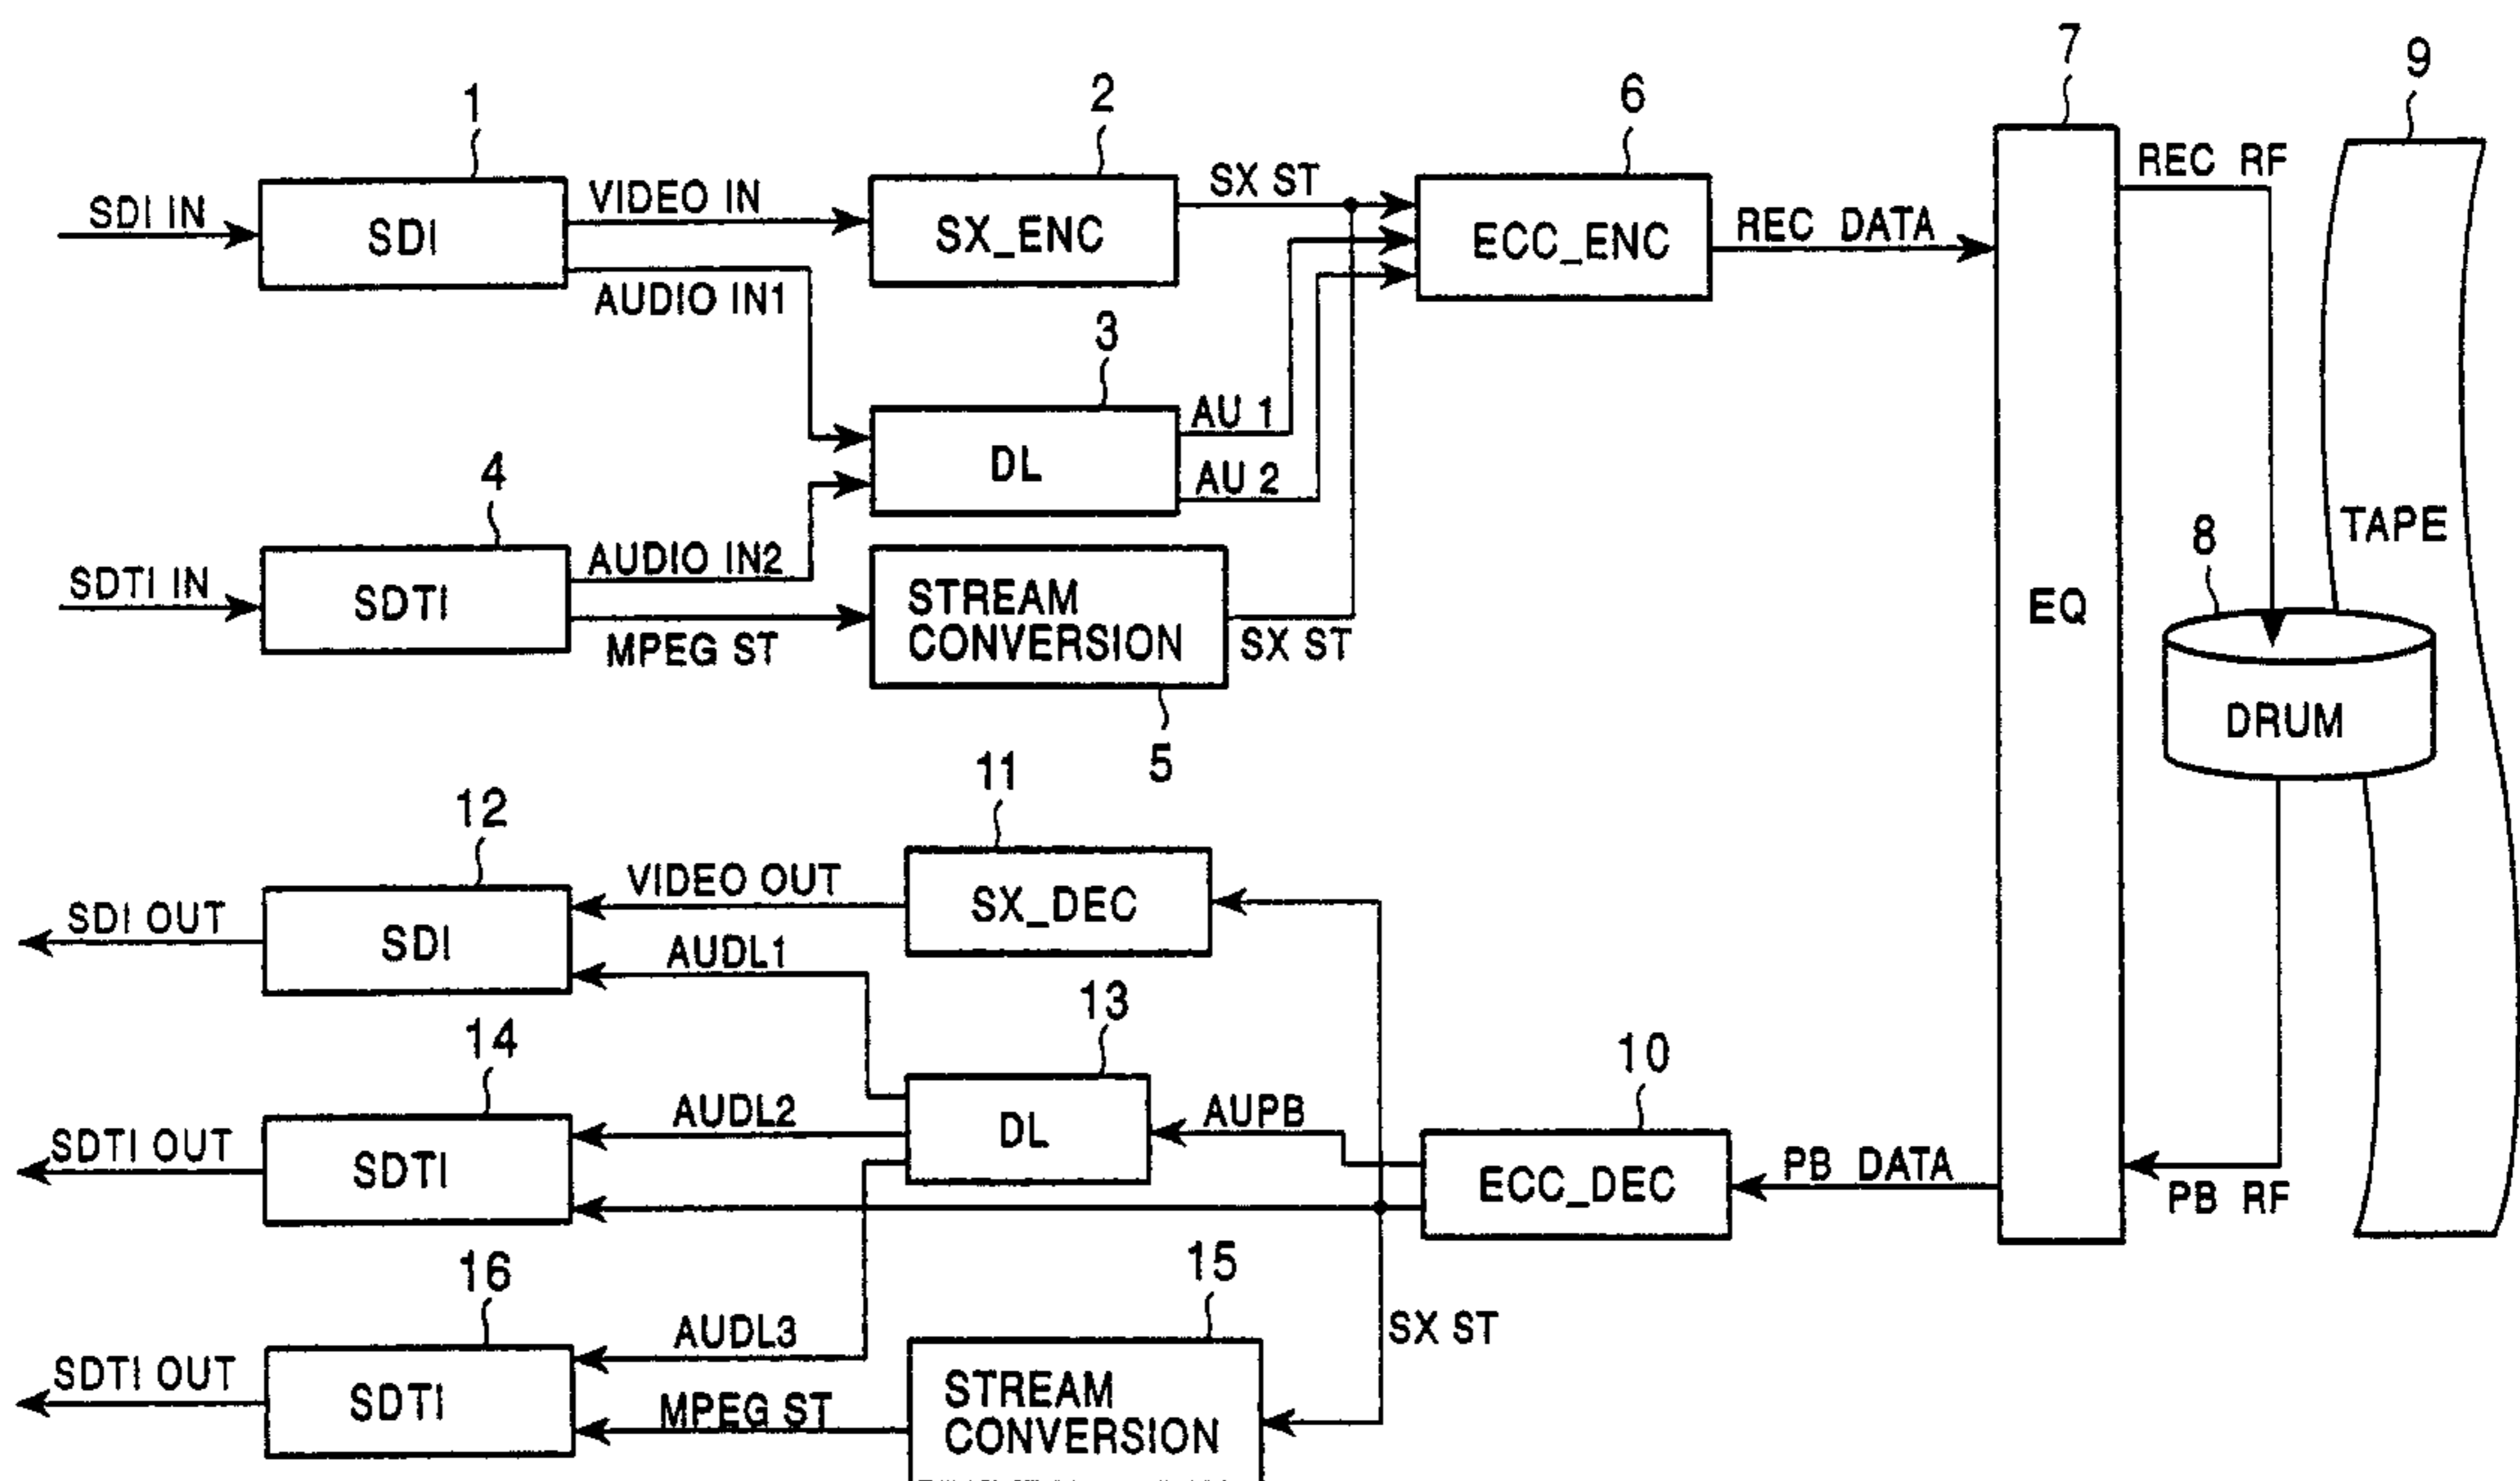 7
9
1
2
6
SDI IN
SDI
VIDEO IN
AUDIO IN1
SX_ENC
SX ST
ECC_ENC
REC DATA
REC RF
3
DL
AU 1
AU 2
4
SDTI IN
SDTI
AUDIO IN2
MPEG ST
STREAM
CONVERSION
SX ST
5
EQ
8
TAPE
DRUM
11
12
SDI OUT
SDI
VIDEO OUT
AUDL1
SX_DEC
13
14
10
SDTI OUT
SDTI
AUDL2
DL
AUPB
ECC_DEC
PB DATA
PB RF
16
15
SDTI OUT
SDTI
AUDL3
MPEG ST
STREAM
CONVERSION
SX ST